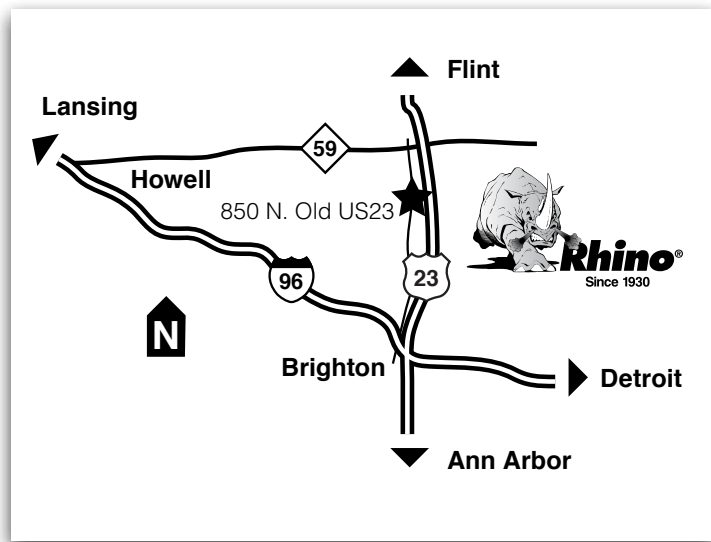 Flint
Lansing
59
Howell
850 N. Old US23
Rhino®
Since 1930
96
23
N
Brighton
Detroit
Ann Arbor